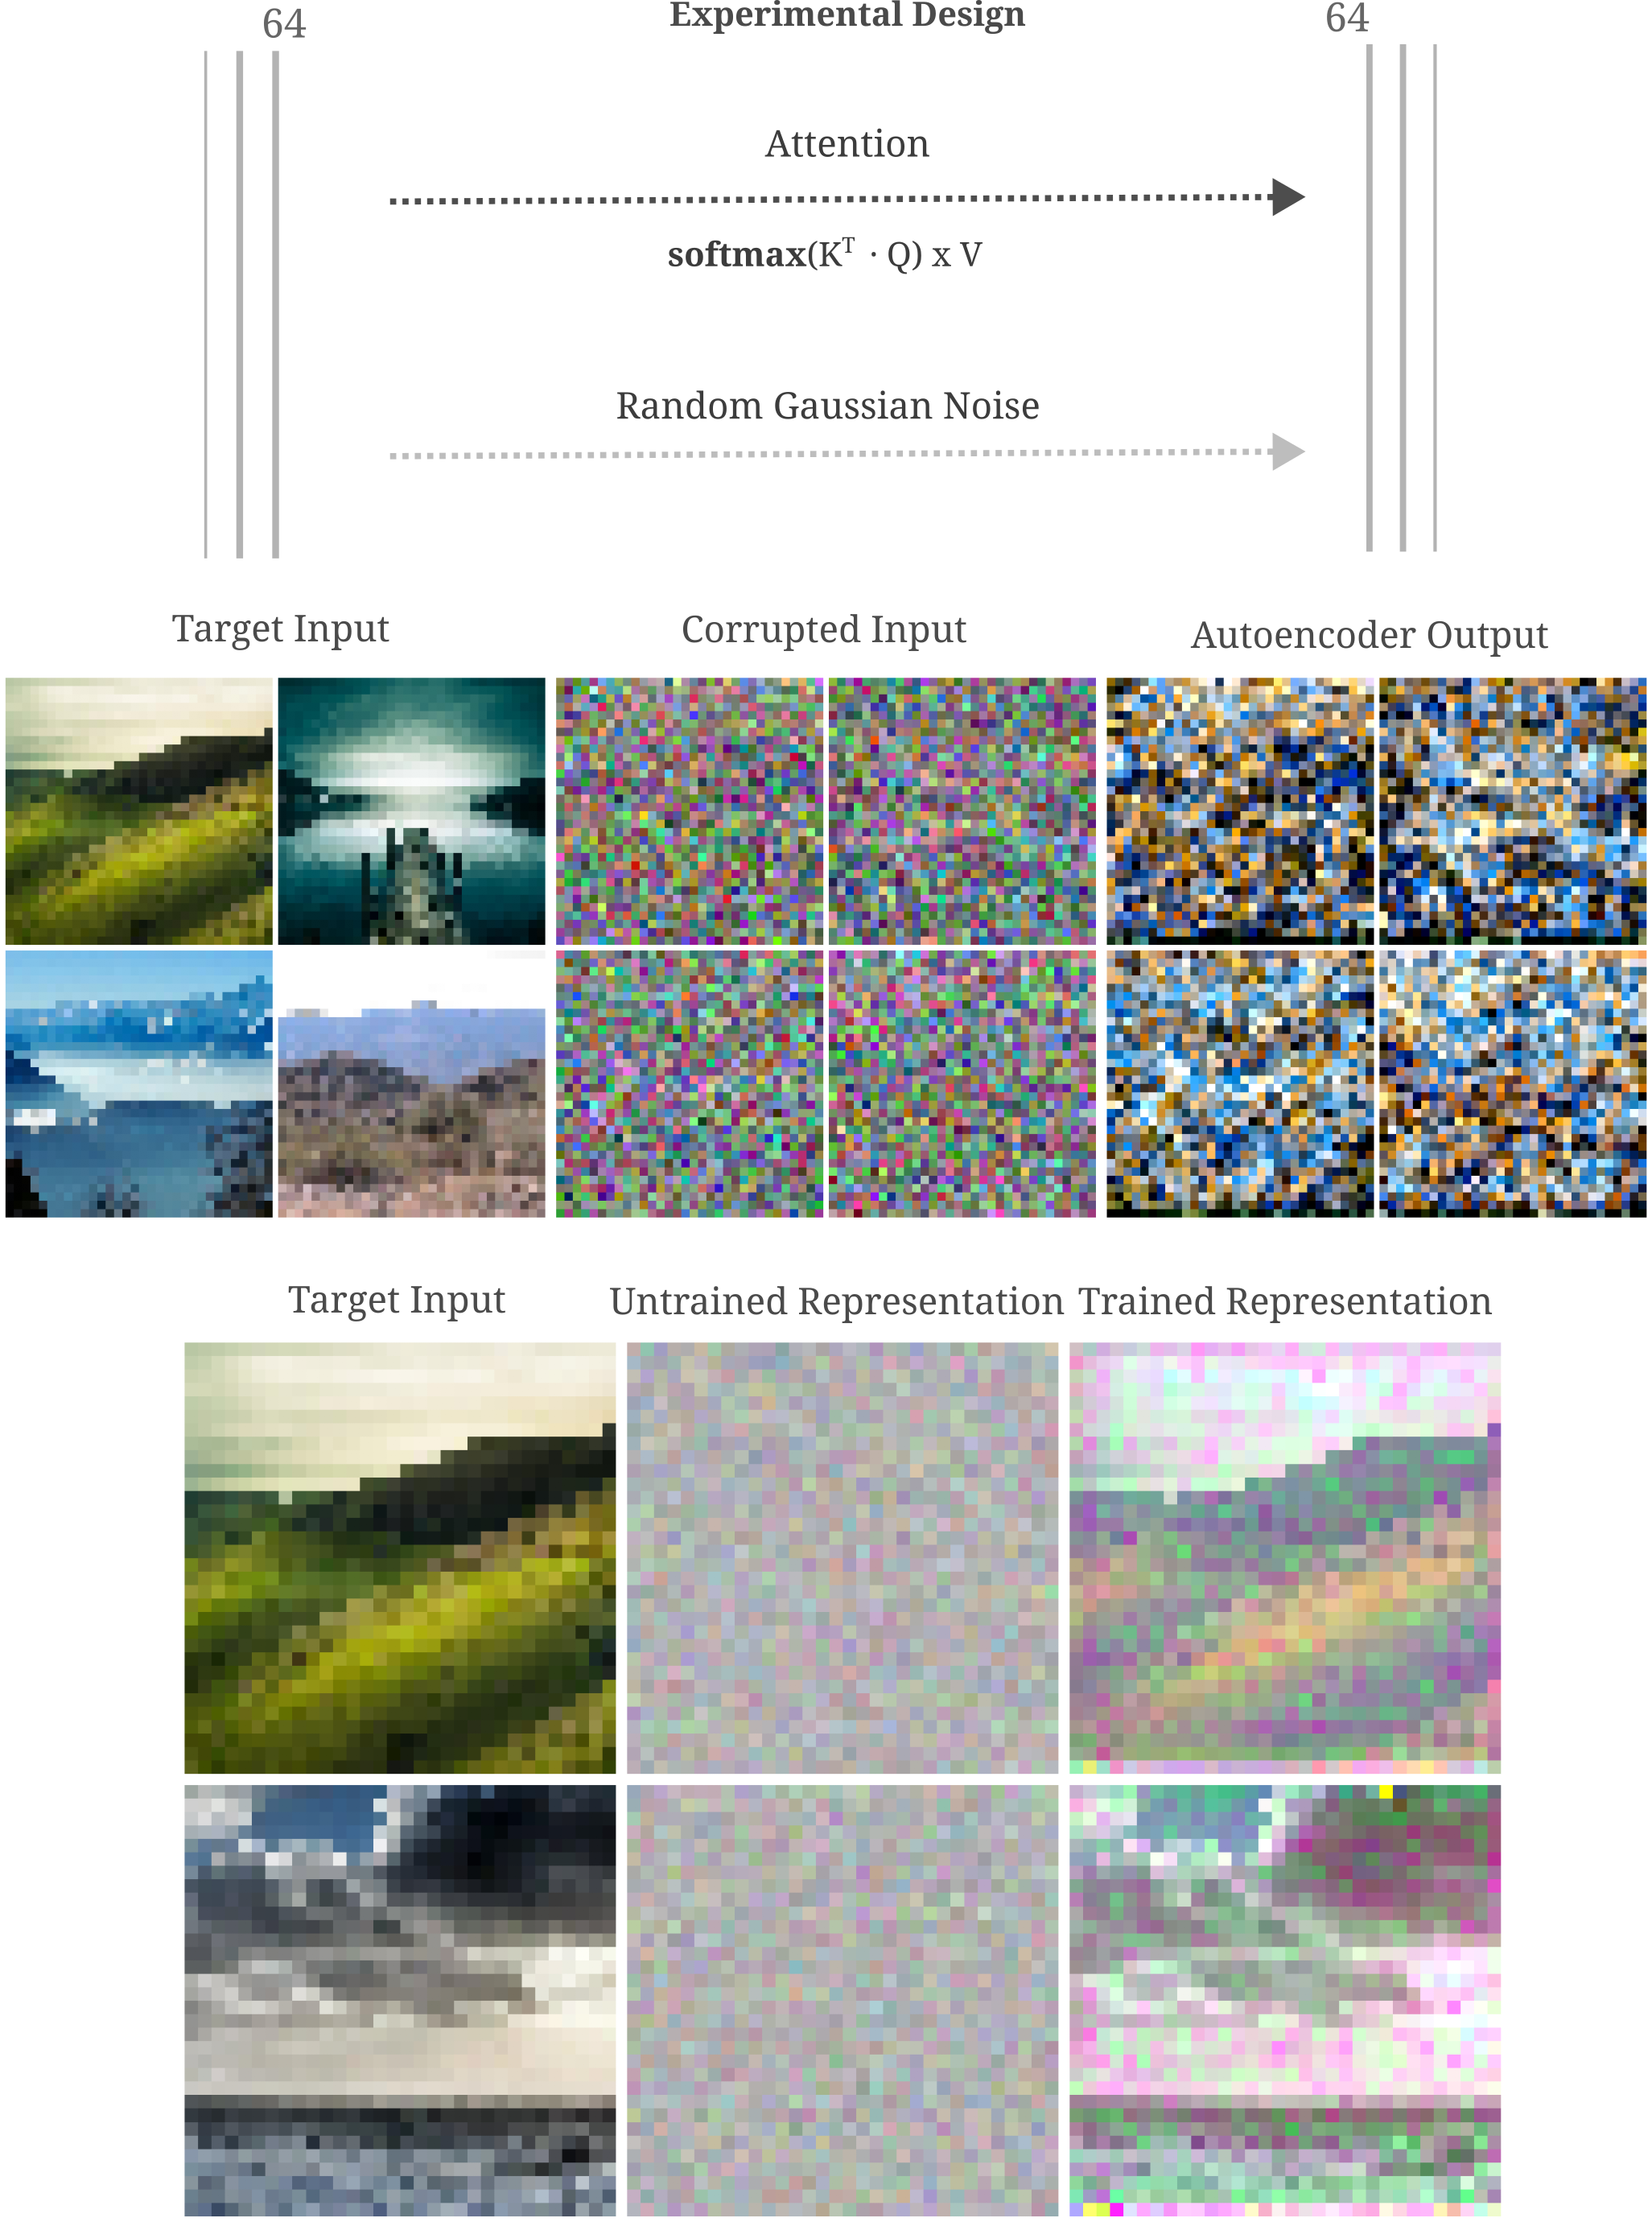 Experimental Design
64
64
Attention
softmax(Kᵀ · Q) x V
Random Gaussian Noise
Target Input
Corrupted Input
Autoencoder Output
Target Input
Untrained Representation
Trained Representation